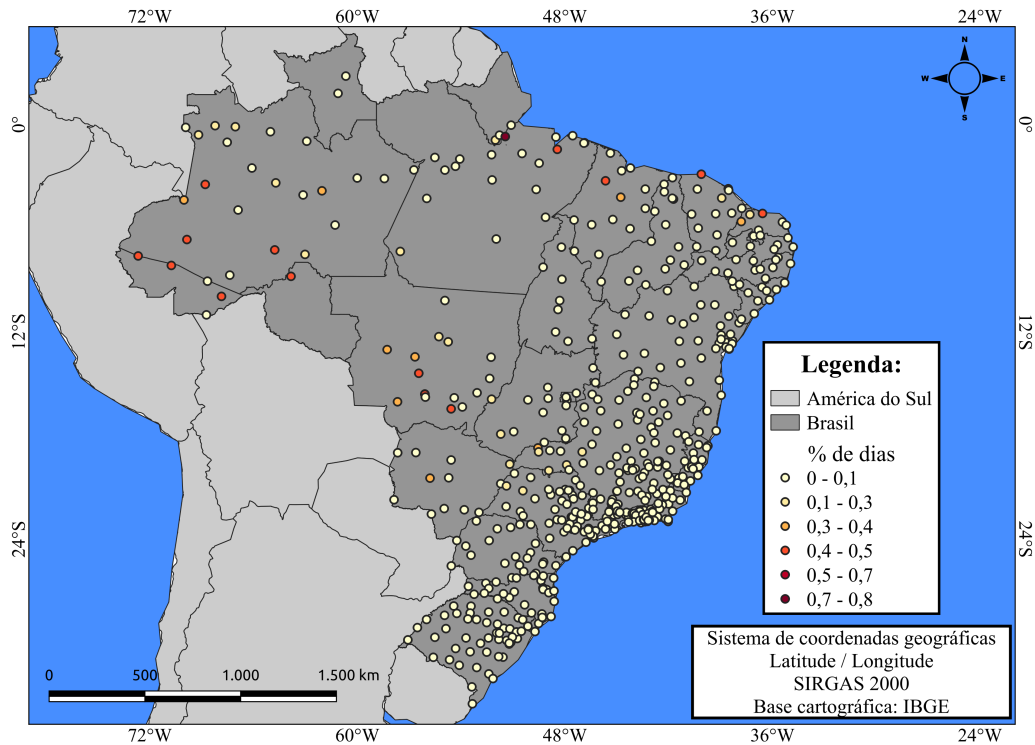 72°W 60°W 48°W 36°W 24°W
N
W E
S
0° 0°
12°S 12°S
24°S 24°S
Legenda:
América do Sul
Brasil
% de dias
0 - 0,1
0,1 - 0,3
0,3 - 0,4
0,4 - 0,5
0,5 - 0,7
0,7 - 0,8
Sistema de coordenadas geográficas
Latitude / Longitude
SIRGAS 2000
Base cartográfica: IBGE
0 500 1.000 1.500 km
72°W 60°W 48°W 36°W 24°W